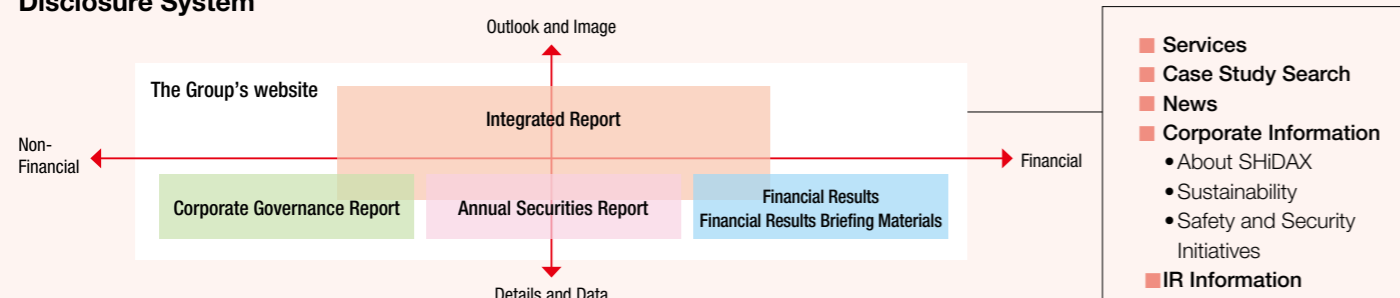 Disclosure System
Outlook and Image
The Group's website
Integrated Report
Non-
Financial
Financial
Corporate Governance Report
Annual Securities Report
Financial Results
Financial Results Briefing Materials
Details and Data
■ Services
■ Case Study Search
■ News
■ Corporate Information
• About SHiDAX
• Sustainability
• Safety and Security
Initiatives
■ IR Information